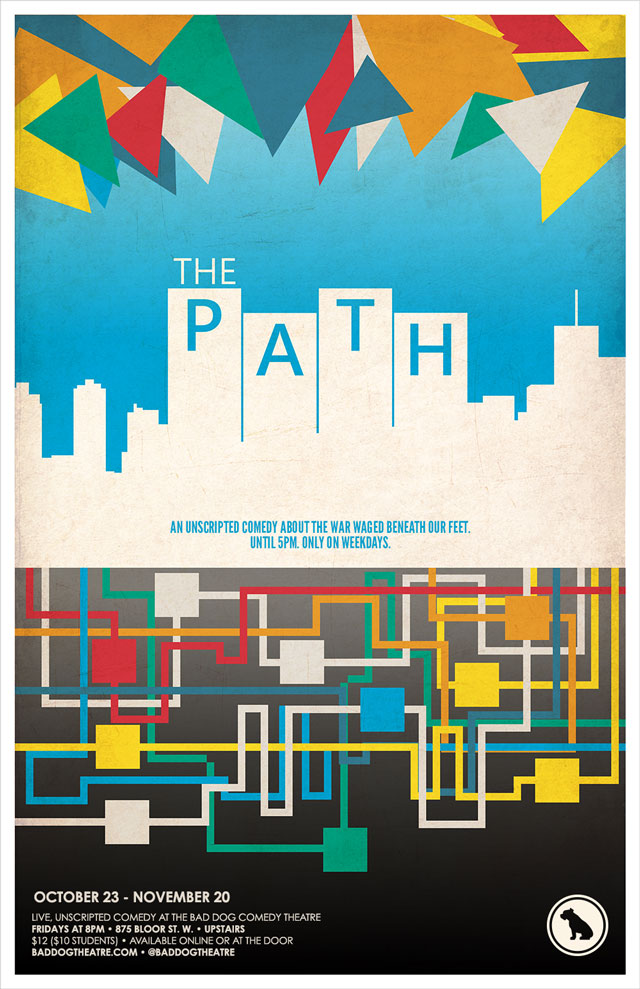 THE
PATH
AN UNSCRIPTED COMEDY ABOUT THE WAR WAGED BENEATH OUR FEET.
UNTIL 5PM. ONLY ON WEEKDAYS.
OCTOBER 23 - NOVEMBER 20
LIVE, UNSCRIPTED COMEDY AT THE BAD DOG COMEDY THEATRE
FRIDAYS AT 8PM • 875 BLOOR ST. W. • UPSTAIRS
$12 ($10 STUDENTS) • AVAILABLE ONLINE OR AT THE DOOR
BADDOGTHEATRE.COM • @BADDOGTHEATRE